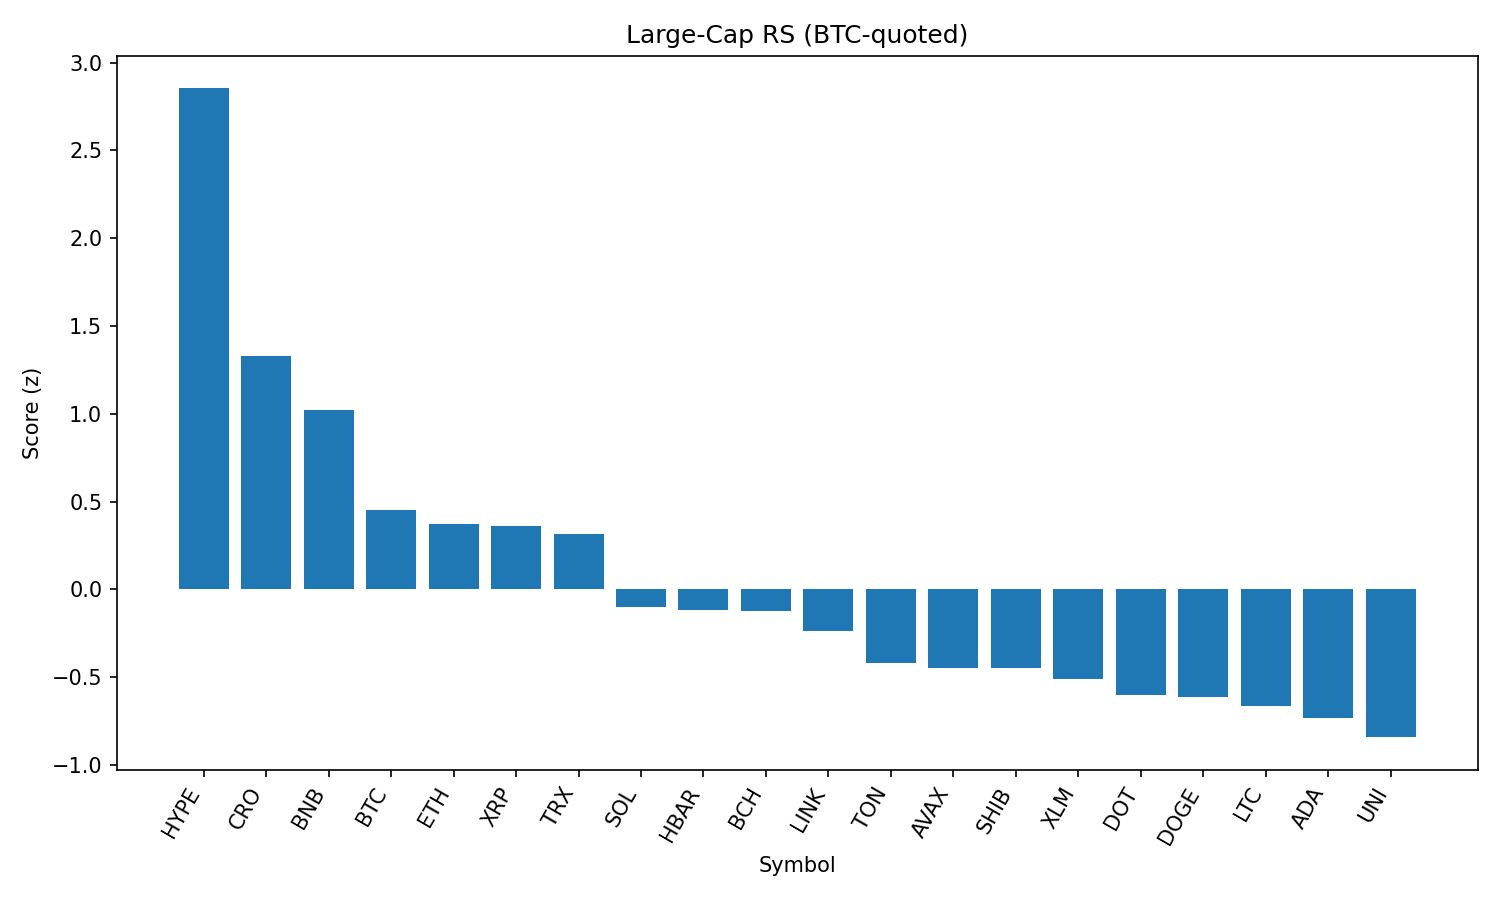 Large-Cap RS (BTC-quoted)
Score (z)
3.0
2.5
2.0
1.5
1.0
0.5
0.0
−0.5
−1.0
HYPE
CRO
BNB
BTC
ETH
XRP
TRX
SOL
HBAR
BCH
LINK
TON
AVAX
SHIB
XLM
DOT
DOGE
LTC
ADA
UNI
Symbol